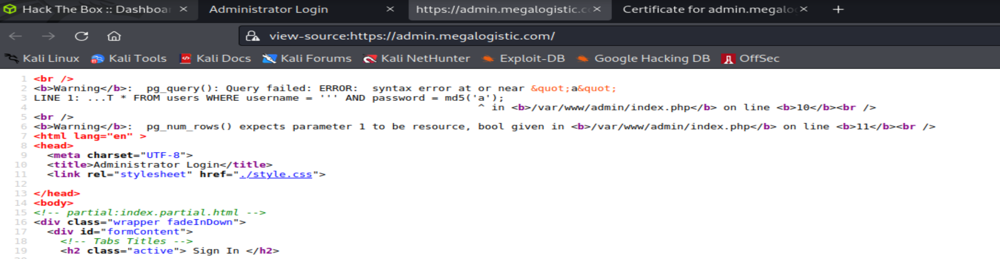 Hack The Box :: Dashboar
Administrator Login
https://admin.megalogistic.c
Certificate for admin.megalo
view-source:https://admin.megalogistic.com/
Kali Linux Kali Tools Kali Docs Kali Forums Kali NetHunter Exploit-DB Google Hacking DB OffSec
1 <br />
2 <b>Warning</b>:  pg_query(): Query failed: ERROR:  syntax error at or near &quot;a&quot;
3 LINE 1: ...T * FROM users WHERE username = ''' AND password = md5('a');
4 ^ in <b>/var/www/admin/index.php</b> on line <b>10</b><br />
5 <br />
6 <b>Warning</b>:  pg_num_rows() expects parameter 1 to be resource, bool given in <b>/var/www/admin/index.php</b> on line <b>11</b><br />
7 <html lang="en" >
8 <head>
9 <meta charset="UTF-8">
10 <title>Administrator Login</title>
11 <link rel="stylesheet" href="./style.css">
12
13 </head>
14 <body>
15 <!-- partial:index.partial.html -->
16 <div class="wrapper fadeInDown">
17 <div id="formContent">
18 <!-- Tabs Titles -->
19 <h2 class="active"> Sign In </h2>